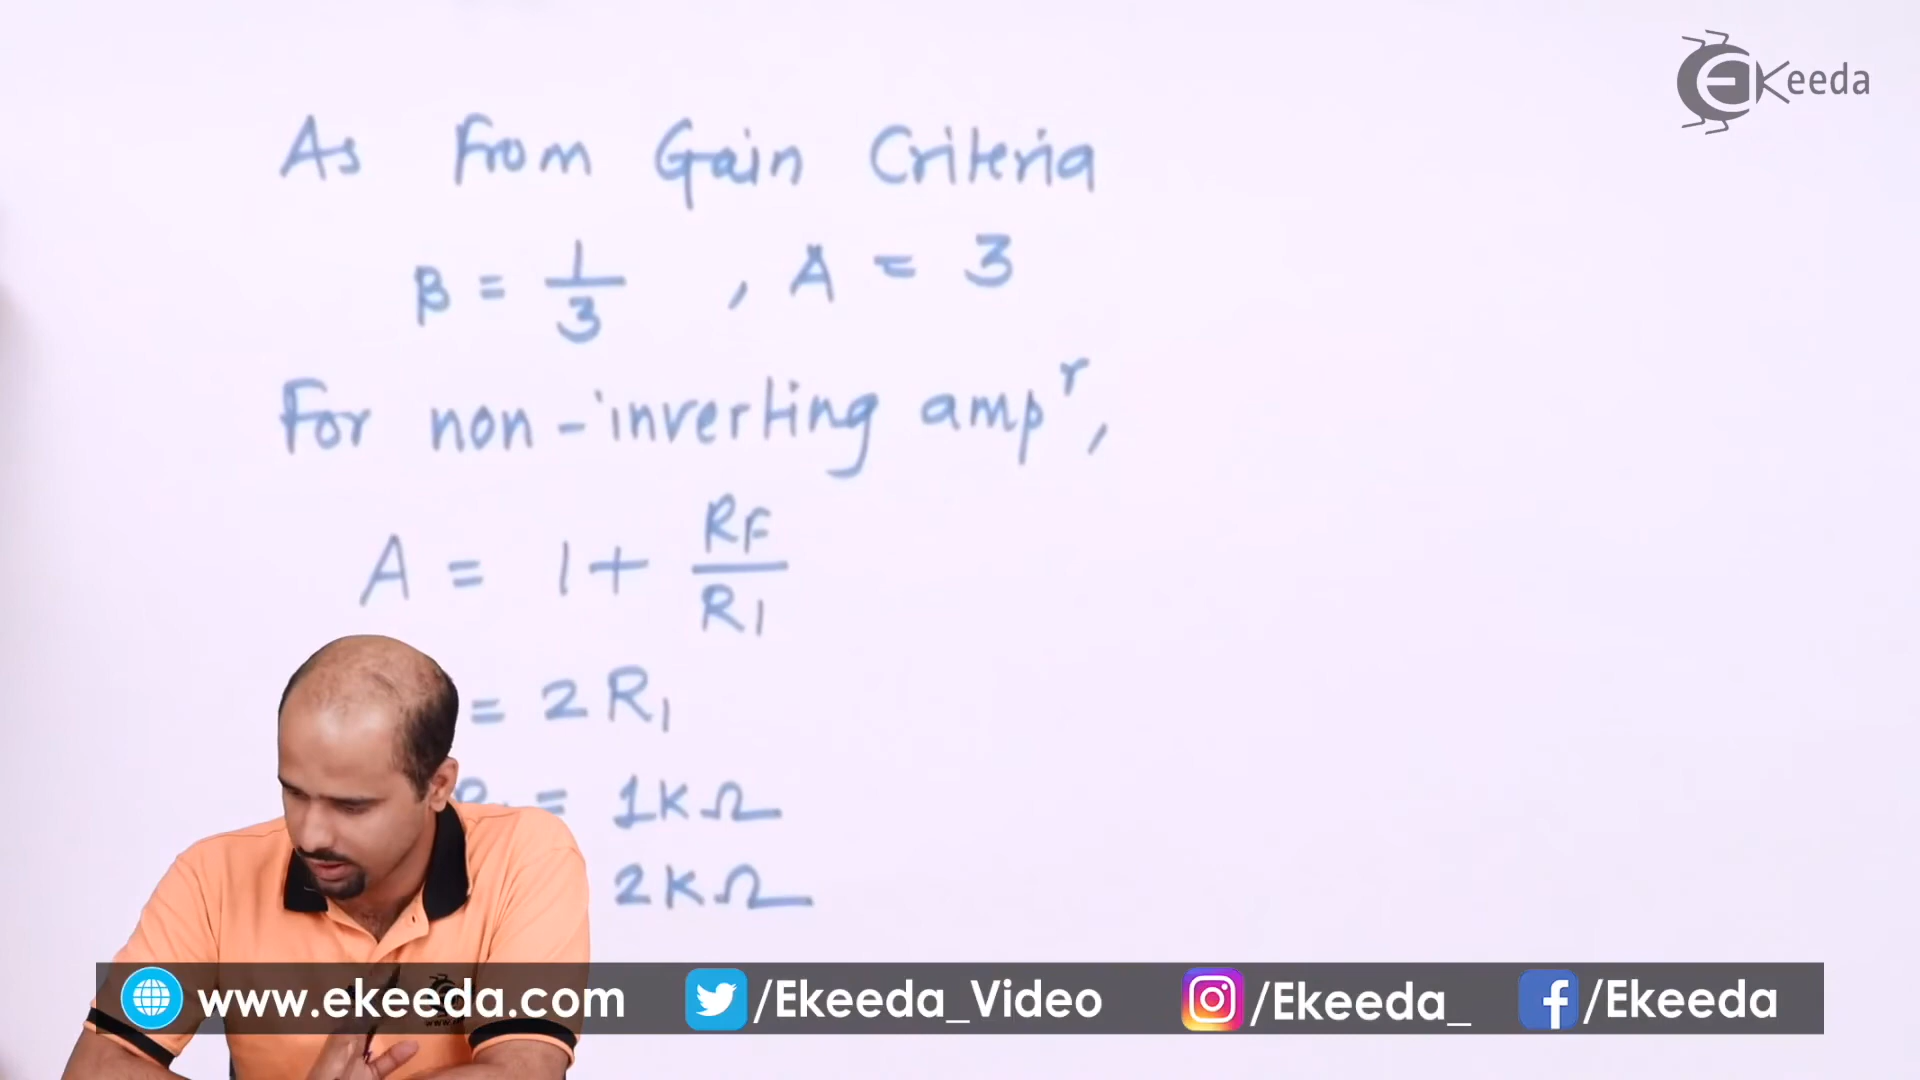 EKeeda
As From Gain Criteria
β = 1/3 , A = 3
For non-inverting ampʳ,
A = 1 + RF/R1
= 2R1
= 1KΩ
2KΩ
www.ekeeda.com /Ekeeda_Video /Ekeeda_ /Ekeeda